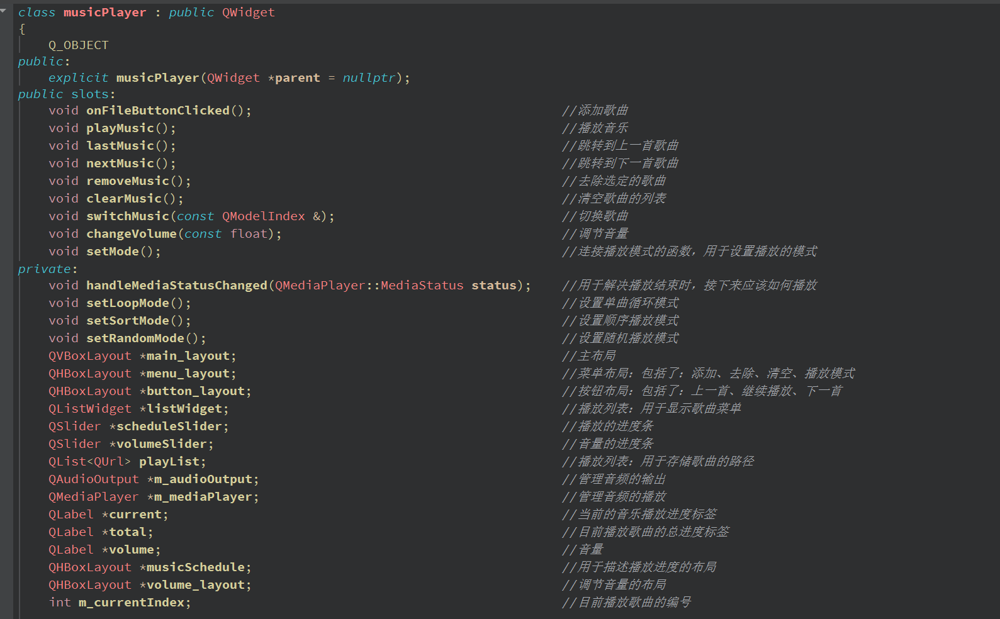 class musicPlayer : public QWidget
{
    Q_OBJECT
public:
    explicit musicPlayer(QWidget *parent = nullptr);
public slots:
    void onFileButtonClicked();                                         //添加歌曲
    void playMusic();                                                   //播放音乐
    void lastMusic();                                                   //跳转到上一首歌曲
    void nextMusic();                                                   //跳转到下一首歌曲
    void removeMusic();                                                 //去除选定的歌曲
    void clearMusic();                                                  //清空歌曲的列表
    void switchMusic(const QModelIndex &);                              //切换歌曲
    void changeVolume(const float);                                     //调节音量
    void setMode();                                                     //连接播放模式的函数，用于设置播放的模式
private:
    void handleMediaStatusChanged(QMediaPlayer::MediaStatus status);    //用于解决播放结束时，接下来应该如何播放
    void setLoopMode();                                                 //设置单曲循环模式
    void setSortMode();                                                 //设置顺序播放模式
    void setRandomMode();                                               //设置随机播放模式
    QVBoxLayout *main_layout;                                           //主布局
    QHBoxLayout *menu_layout;                                           //菜单布局：包括了：添加、去除、清空、播放模式
    QHBoxLayout *button_layout;                                         //按钮布局：包括了：上一首、继续播放、下一首
    QListWidget *listWidget;                                            //播放列表：用于显示歌曲菜单
    QSlider *scheduleSlider;                                            //播放的进度条
    QSlider *volumeSlider;                                              //音量的进度条
    QList<QUrl> playList;                                               //播放列表：用于存储歌曲的路径
    QAudioOutput *m_audioOutput;                                        //管理音频的输出
    QMediaPlayer *m_mediaPlayer;                                        //管理音频的播放
    QLabel *current;                                                    //当前的音乐播放进度标签
    QLabel *total;                                                      //目前播放歌曲的总进度标签
    QLabel *volume;                                                     //音量
    QHBoxLayout *musicSchedule;                                         //用于描述播放进度的布局
    QHBoxLayout *volume_layout;                                         //调节音量的布局
    int m_currentIndex;                                                 //目前播放歌曲的编号